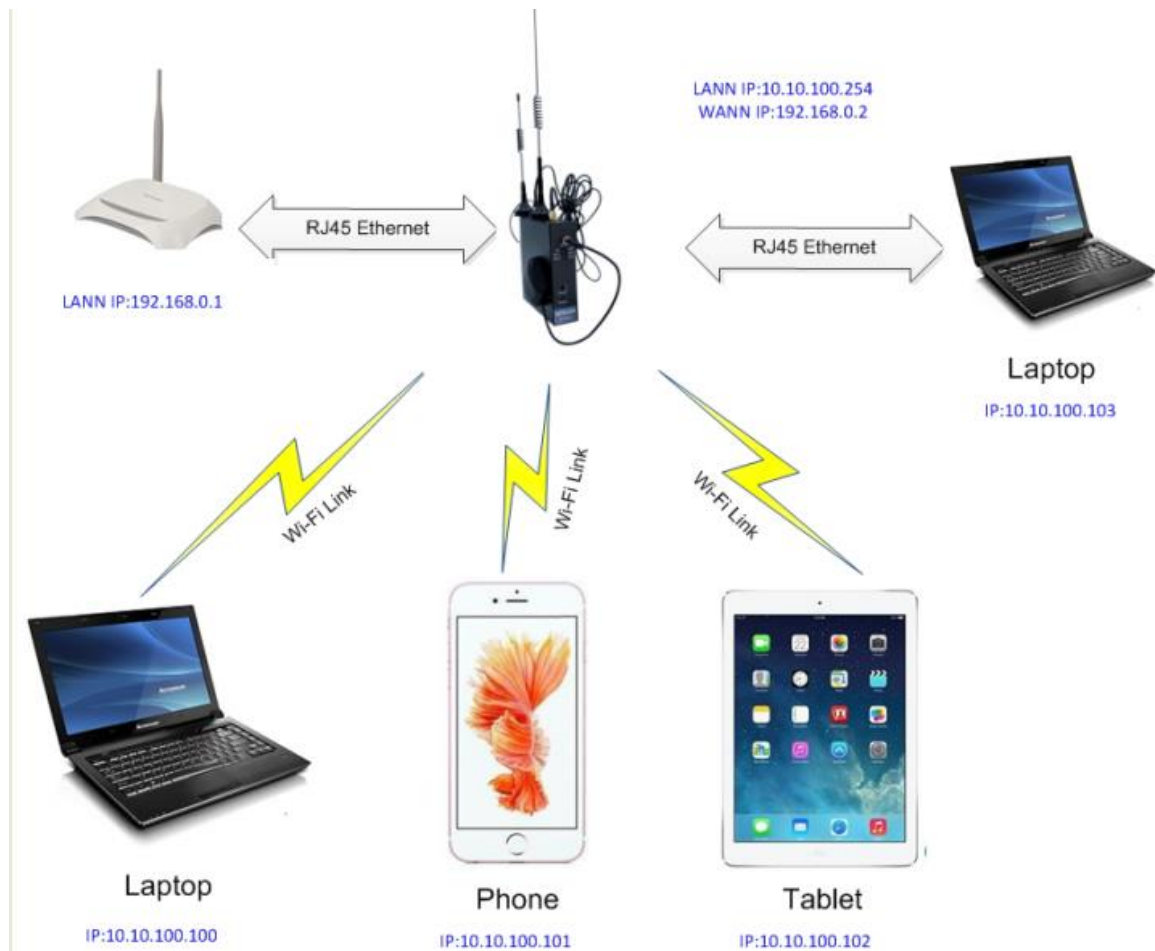 LANN IP:10.10.100.254
WANN IP:192.168.0.2
RJ45 Ethernet
RJ45 Ethernet
LANN IP:192.168.0.1
Laptop
IP:10.10.100.103
Wi-Fi Link
Wi-Fi Link
Wi-Fi Link
Laptop
Phone
Tablet
IP:10.10.100.100
IP:10.10.100.101
IP:10.10.100.102